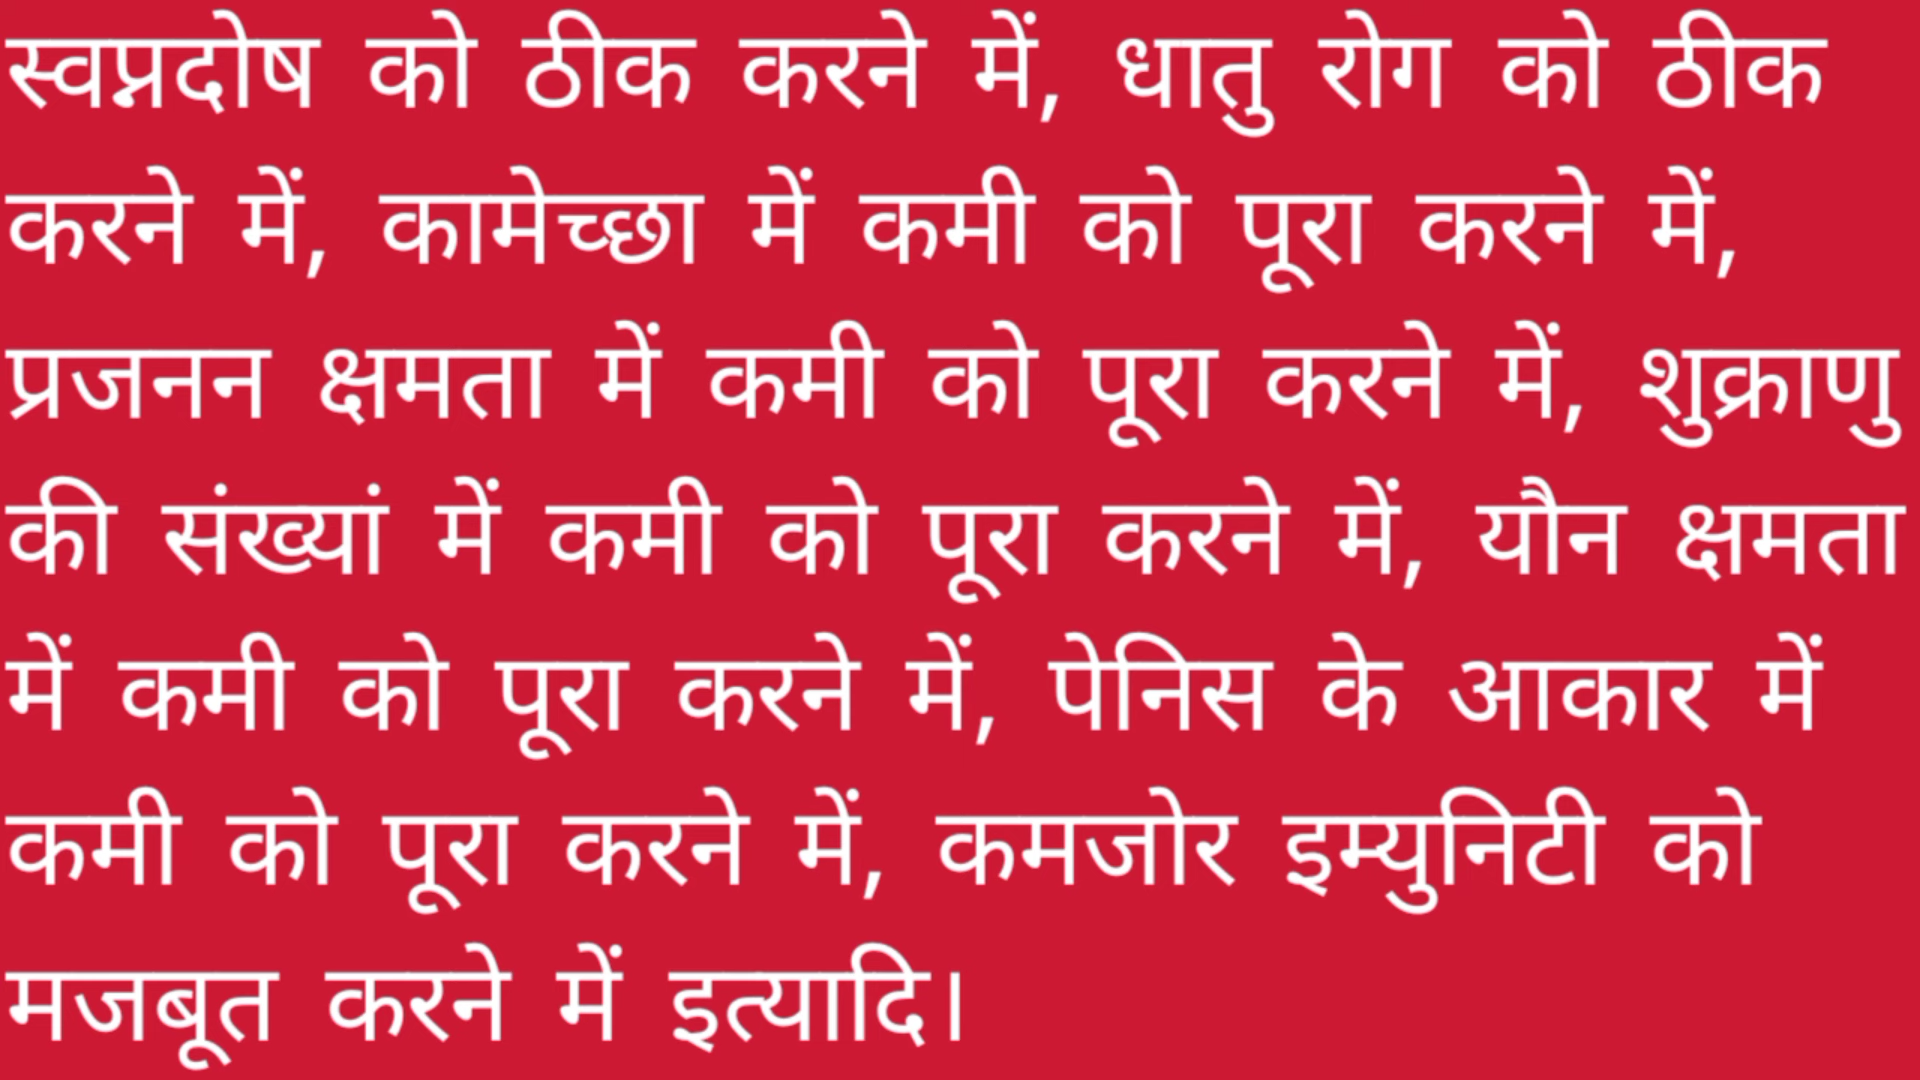 स्वप्नदोष को ठीक करने में, धातु रोग को ठीक
करने में, कामेच्छा में कमी को पूरा करने में,
प्रजनन क्षमता में कमी को पूरा करने में, शुक्राणु
की संख्यां में कमी को पूरा करने में, यौन क्षमता
में कमी को पूरा करने में, पेनिस के आकार में
कमी को पूरा करने में, कमजोर इम्युनिटी को
मजबूत करने में इत्यादि।